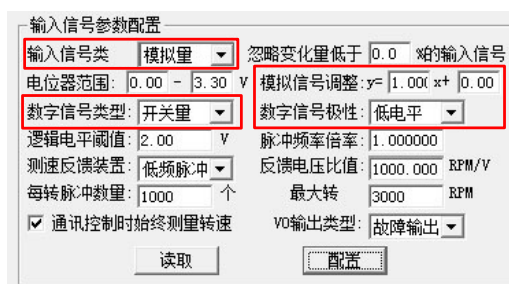 输入信号参数配置
输入信号类 模拟量 忽略变化量低于 0.0 %的输入信号
电位器范围: 0.00 - 3.30 V 模拟信号调整:y= 1.00( x+ 0.00
数字信号类型: 开关量 数字信号极性: 低电平
逻辑电平阈值: 2.00 V 脉冲频率倍率: 1.000000
测速反馈装置: 低频脉冲 反馈电压比值: 1000.000 RPM/V
每转脉冲数量: 1000 个 最大转 3000 RPM
通讯控制时始终测量转速 VO输出类型: 故障输出
读取 配置